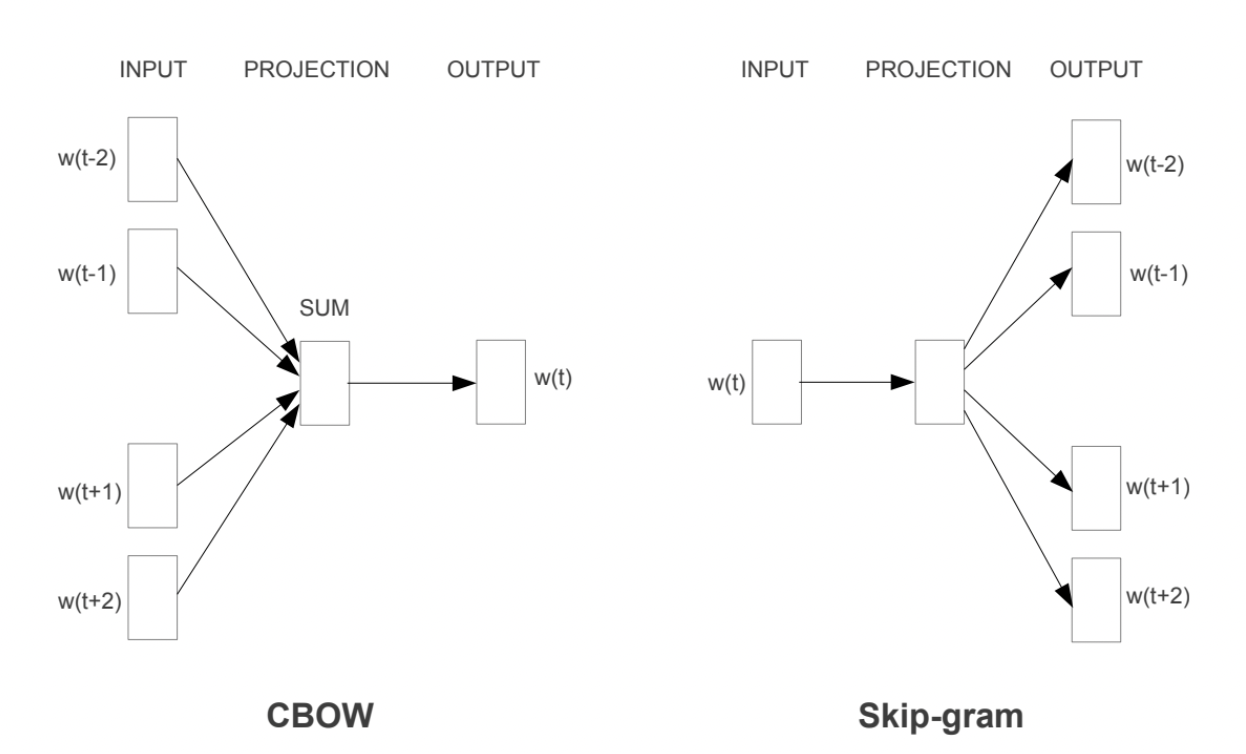 INPUT PROJECTION OUTPUT
w(t-2)
w(t-1)
SUM
w(t)
w(t+1)
w(t+2)
CBOW
INPUT PROJECTION OUTPUT
w(t-2)
w(t-1)
w(t)
w(t+1)
w(t+2)
Skip-gram